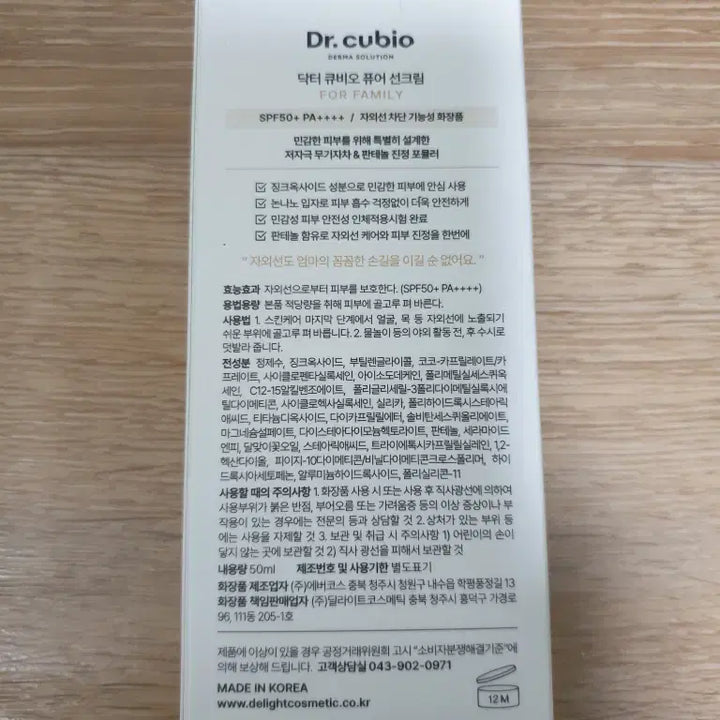 Dr. cubio
DERMA SOLUTION
닥터 큐비오 퓨어 선크림
FOR FAMILY
SPF50+ PA++++ / 자외선 차단 기능성 화장품
민감한 피부를 위해 특별히 설계한
저자극 무기자차 & 판테놀 진정 포뮬러
징크옥사이드 성분으로 민감한 피부에 안심 사용
논나노 입자로 피부 흡수 걱정없이 더욱 안전하게
민감성 피부 안전성 인체적용시험 완료
판테놀 함유로 자외선 케어와 피부 진정을 한번에
" 자외선도 엄마의 꼼꼼한 손길을 이길 순 없어요. "
효능효과 자외선으로부터 피부를 보호한다. (SPF50+ PA++++)
용법용량 본품 적당량을 취해 피부에 골고루 펴 바른다.
사용법 1. 스킨케어 마지막 단계에서 얼굴, 목 등 자외선에 노출되기
쉬운 부위에 골고루 펴 바릅니다. 2. 물놀이 등의 야외 활동 전, 후 수시로
덧발라 줍니다.
전성분 정제수, 징크옥사이드, 부틸렌글라이콜, 코코-카프릴레이트/카
프레이트, 사이클로펜타실록세인, 아이소도데케인, 폴리메틸실세스퀴옥
세인, C12-15알킬벤조에이트, 폴리글리세릴-3폴리다이메틸실록시에
틸다이메티콘, 사이클로헥사실록세인, 실리카, 폴리하이드록시스테아릭
애씨드, 티타늄디옥사이드, 다이카프릴릴에터, 솔비탄세스퀴올리에이트,
마그네슘설페이트, 다이스테아다이모늄헥토라이트, 판테놀, 세라마이드
엔피, 달맞이꽃오일, 스테아릭애씨드, 트라이에톡시카프릴릴실레인, 1,2-
헥산다이올, 피이지-10다이메티콘/비닐다이메티콘크로스폴리머, 하이
드록시아세토페논, 알루미늄하이드록사이드, 폴리실리콘-11
사용할 때의 주의사항 1. 화장품 사용 시 또는 사용 후 직사광선에 의하여
사용부위가 붉은 반점, 부어오름 또는 가려움증 등의 이상 증상이나 부
작용이 있는 경우에는 전문의 등과 상담할 것 2. 상처가 있는 부위 등
에는 사용을 자제할 것 3. 보관 및 취급 시 주의사항 1) 어린이의 손이
닿지 않는 곳에 보관할 것 2) 직사 광선을 피해서 보관할 것
내용량 50ml 제조번호 및 사용기한 별도표기
화장품 제조업자 (주)에버코스 충북 청주시 청원구 내수읍 학평풍정길 13
화장품 책임판매업자 (주)딜라이트코스메틱 충북 청주시 흥덕구 가경로
96, 111동 205-1호
제품에 이상이 있을 경우 공정거래위원회 고시 "소비자분쟁해결기준"에
의해 보상해 드립니다. 고객상담실 043-902-0971
MADE IN KOREA
www.delightcosmetic.co.kr
12M